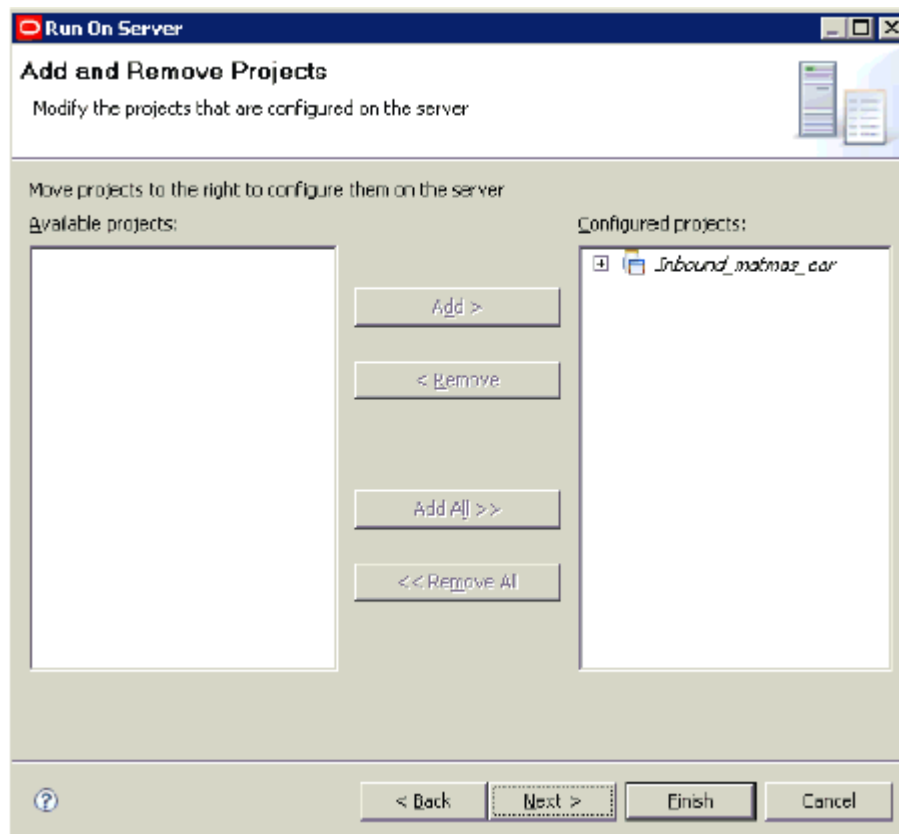 Run On Server
Add and Remove Projects
Modify the projects that are configured on the server
Move projects to the right to configure them on the server
Available projects:
Configured projects:
Inbound_matmas_ear
Add >
< Remove
Add All >>
<< Remove All
< Back
Next >
Finish
Cancel